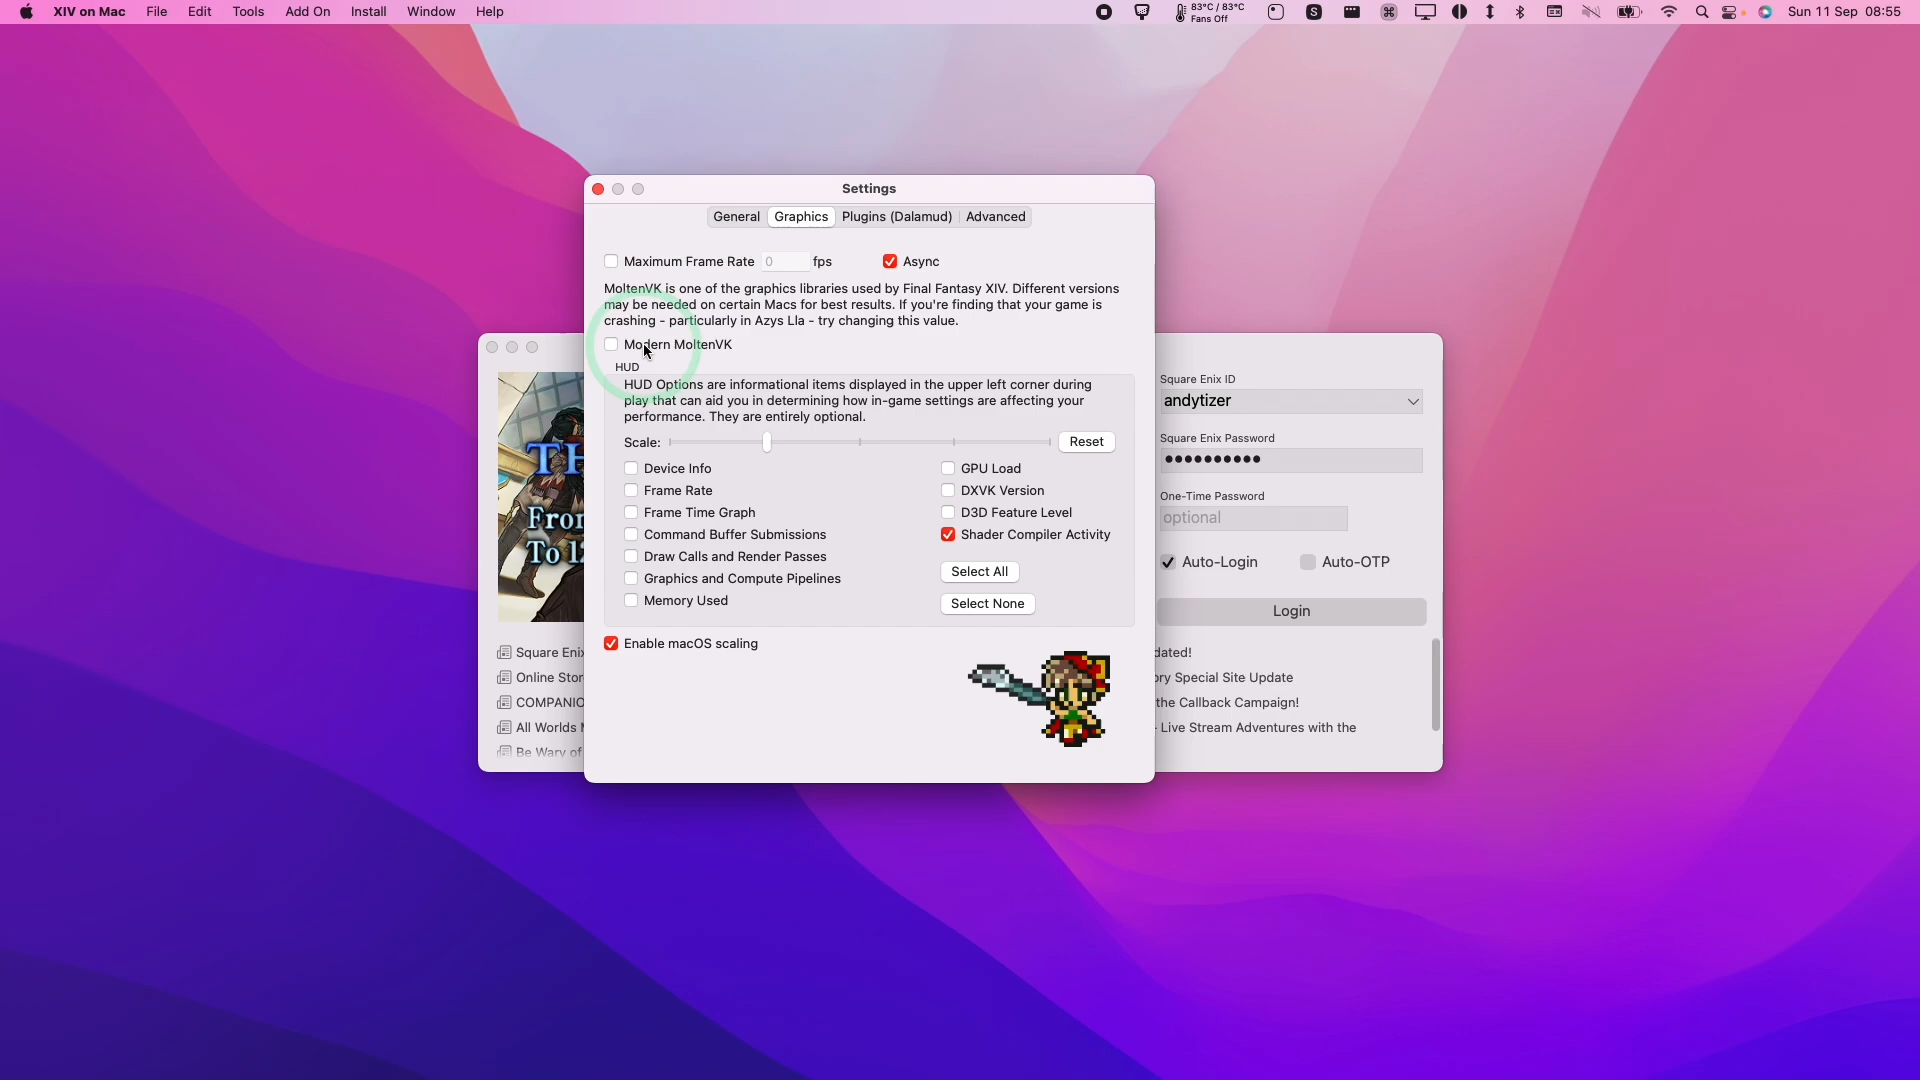 XIV on Mac File Edit Tools Add On Install Window Help
83°C / 83°C
Fans Off
S
Sun 11 Sep 08:55
Settings
General Graphics Plugins (Dalamud) Advanced
Maximum Frame Rate 0 fps Async
MoltenVK is one of the graphics libraries used by Final Fantasy XIV. Different versions
may be needed on certain Macs for best results. If you're finding that your game is
crashing - particularly in Azys Lla - try changing this value.
Modern MoltenVK
HUD
HUD Options are informational items displayed in the upper left corner during
play that can aid you in determining how in-game settings are affecting your
performance. They are entirely optional.
Scale: Reset
Device Info
Frame Rate
Frame Time Graph
Command Buffer Submissions
Draw Calls and Render Passes
Graphics and Compute Pipelines
Memory Used
GPU Load
DXVK Version
D3D Feature Level
Shader Compiler Activity
Select All
Select None
Enable macOS scaling
TH
From
To 12
Square Enix
Online Stor
COMPANIO
All Worlds
Be Wary of
Square Enix ID
andytizer
Square Enix Password
●●●●●●●●●●
One-Time Password
optional
Auto-Login Auto-OTP
Login
dated!
ory Special Site Update
the Callback Campaign!
- Live Stream Adventures with the